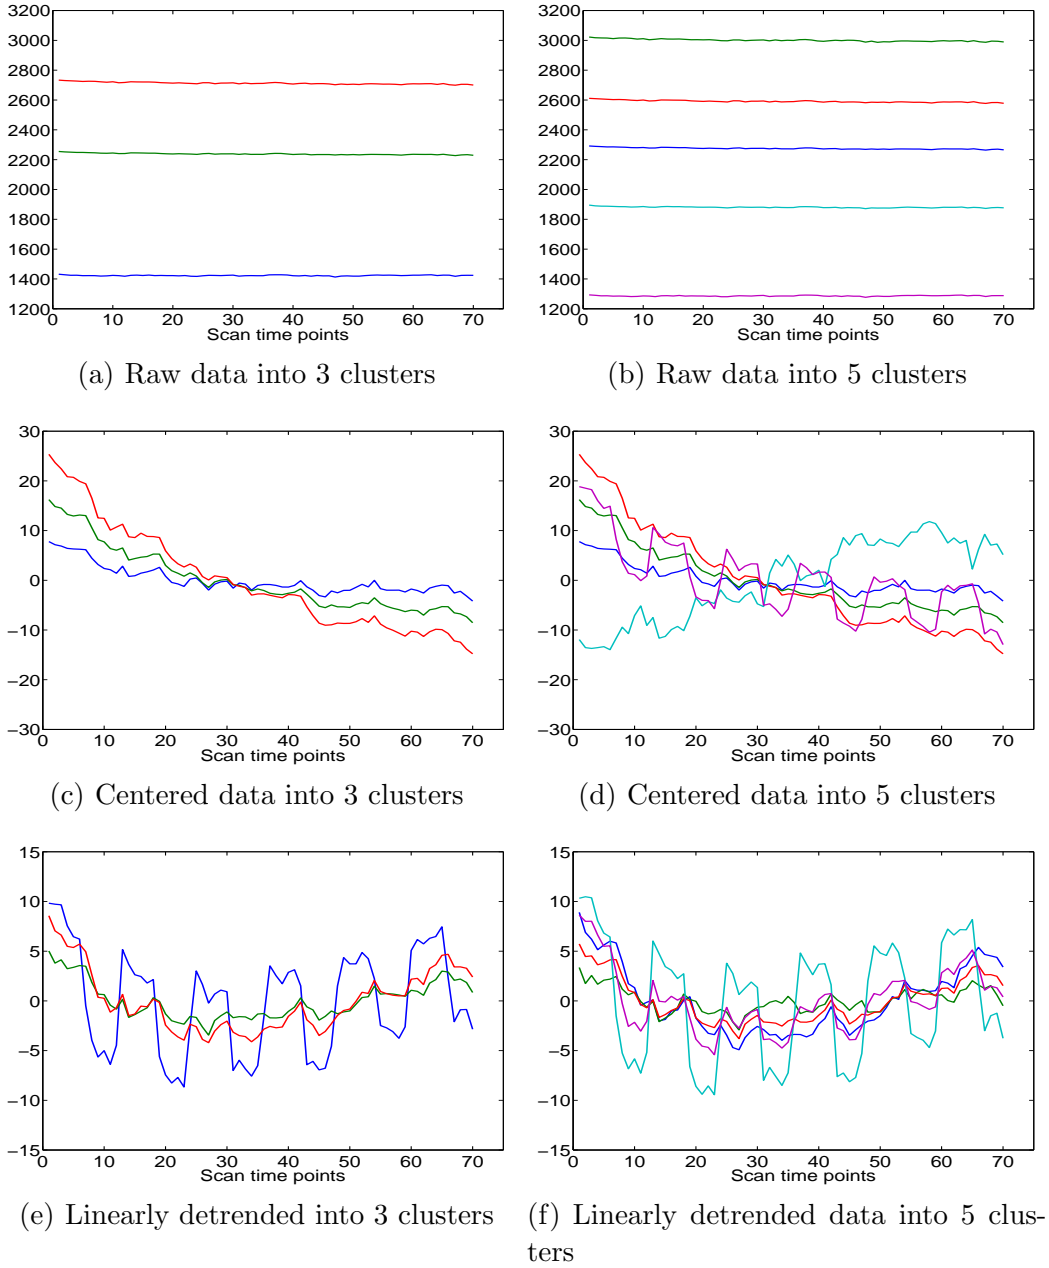 3200
3000
2800
2600
2400
2200
2000
1800
1600
1400
1200
0 10 20 30 40 50 60 70
Scan time points
(a) Raw data into 3 clusters
3200
3000
2800
2600
2400
2200
2000
1800
1600
1400
1200
0 10 20 30 40 50 60 70
Scan time points
(b) Raw data into 5 clusters
30
20
10
0
−10
−20
−30
0 10 20 30 40 50 60 70
Scan time points
(c) Centered data into 3 clusters
30
20
10
0
−10
−20
−30
0 10 20 30 40 50 60 70
Scan time points
(d) Centered data into 5 clusters
15
10
5
0
−5
−10
−15
0 10 20 30 40 50 60 70
Scan time points
(e) Linearly detrended into 3 clusters
15
10
5
0
−5
−10
−15
0 10 20 30 40 50 60 70
Scan time points
(f) Linearly detrended data into 5 clus-
ters